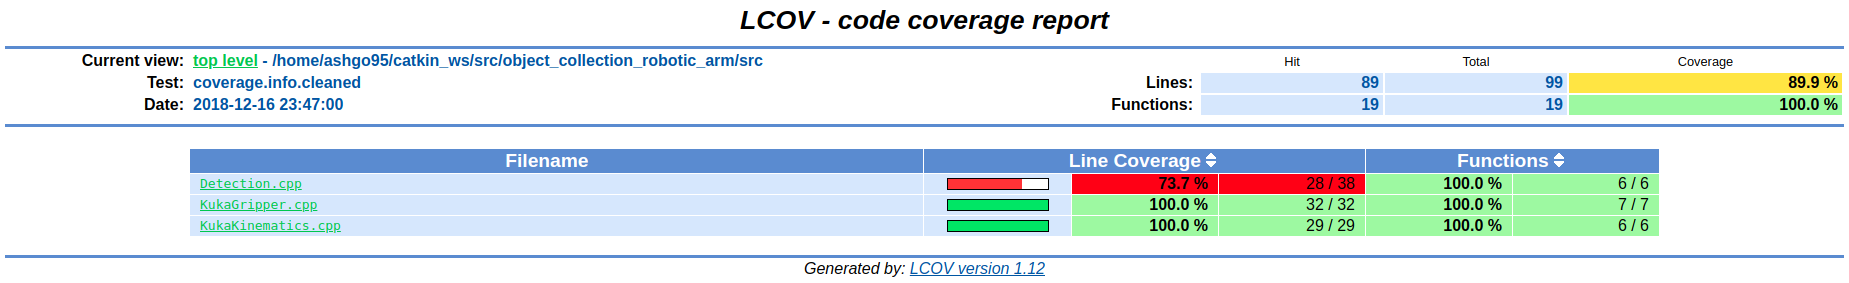 LCOV - code coverage report
Current view: top level - /home/ashgo95/catkin_ws/src/object_collection_robotic_arm/src Hit Total Coverage
Test: coverage.info.cleaned Lines: 89 99 89.9 %
Date: 2018-12-16 23:47:00 Functions: 19 19 100.0 %
Filename Line Coverage Functions
Detection.cpp 73.7 % 28 / 38 100.0 % 6 / 6
KukaGripper.cpp 100.0 % 32 / 32 100.0 % 7 / 7
KukaKinematics.cpp 100.0 % 29 / 29 100.0 % 6 / 6
Generated by: LCOV version 1.12